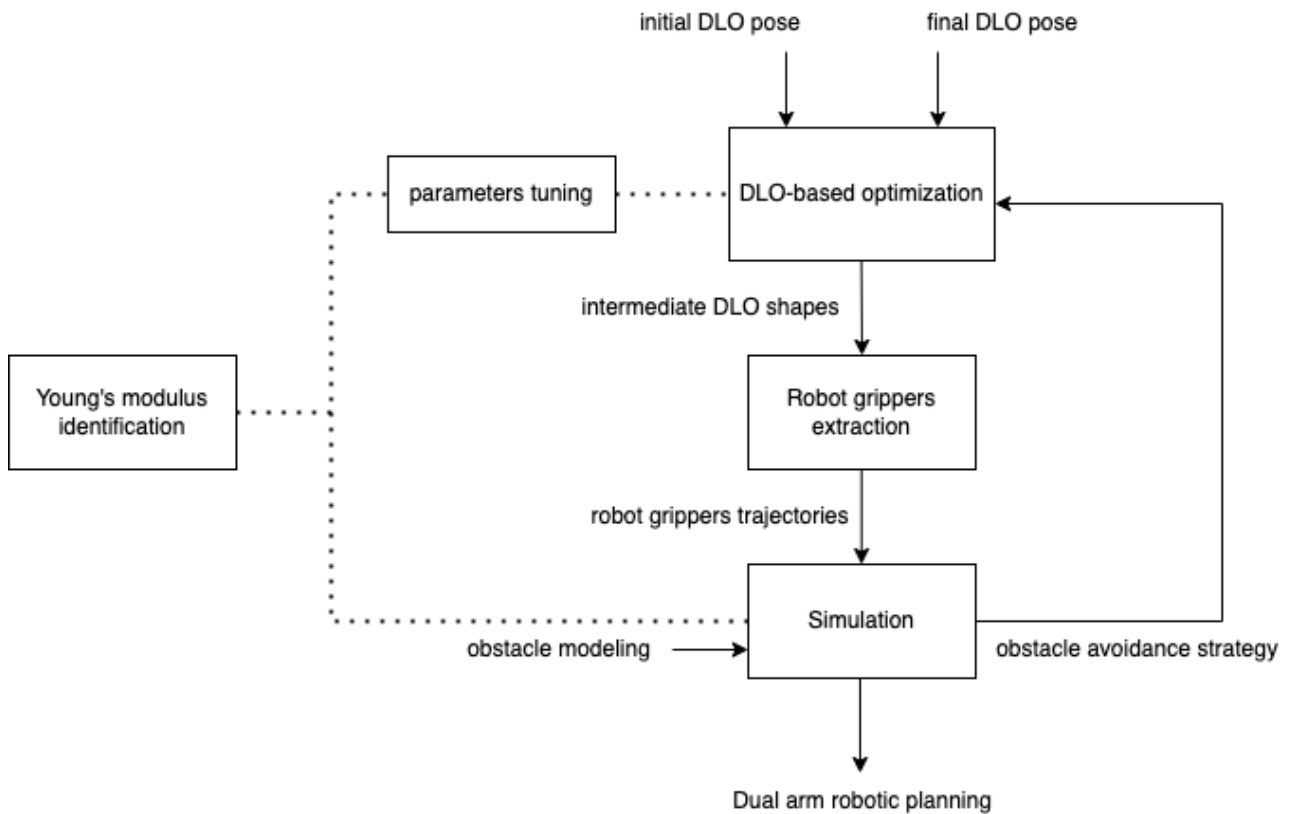 initial DLO pose
final DLO pose
parameters tuning
DLO-based optimization
intermediate DLO shapes
Young's modulus
identification
Robot grippers
extraction
robot grippers trajectories
Simulation
obstacle modeling
obstacle avoidance strategy
Dual arm robotic planning